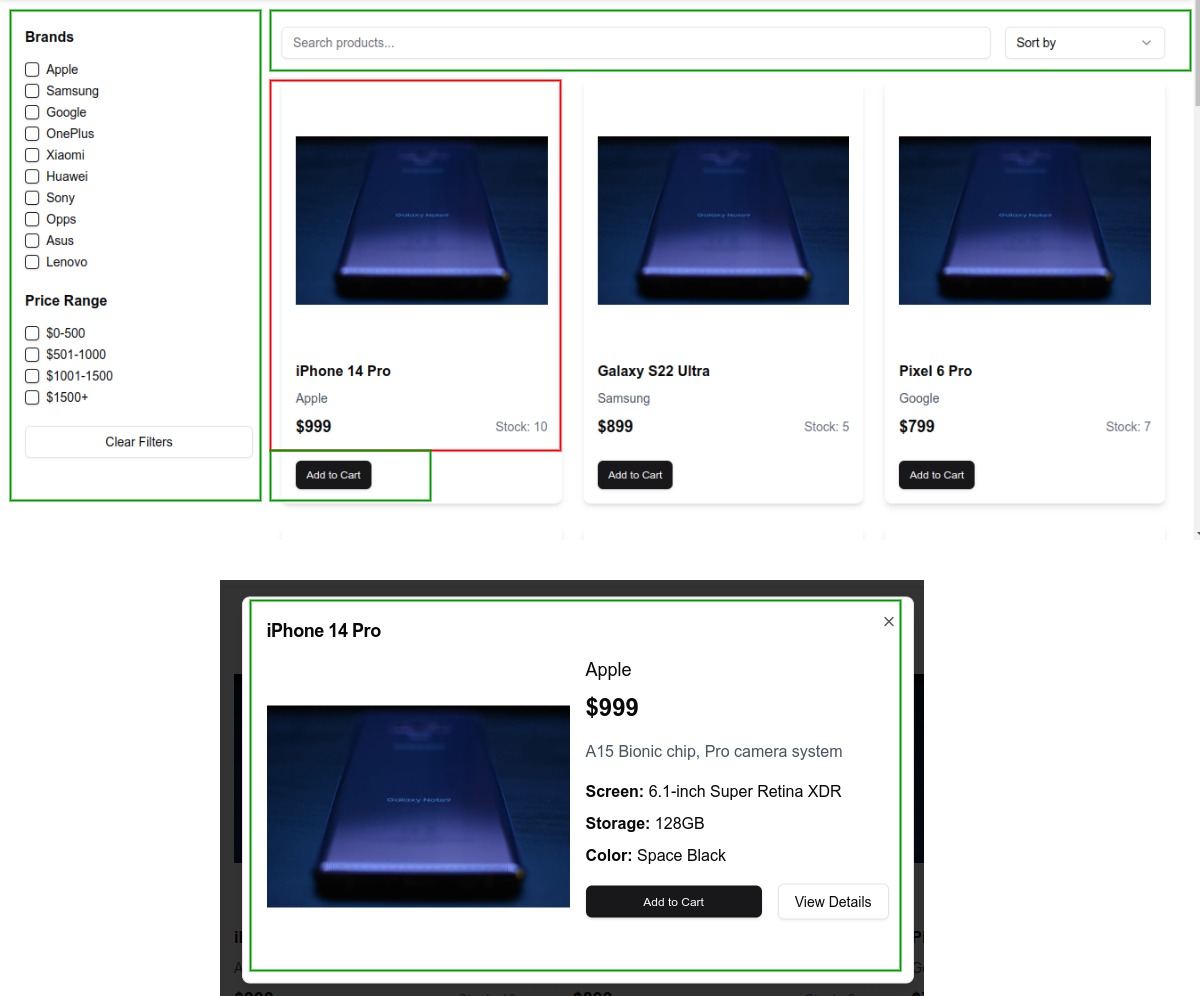 Brands
Apple
Samsung
Google
OnePlus
Xiaomi
Huawei
Sony
Opps
Asus
Lenovo
Price Range
$0-500
$501-1000
$1001-1500
$1500+
Clear Filters
Search products...
Sort by
Galaxy Note9
iPhone 14 Pro
Apple
$999 Stock: 10
Add to Cart
Galaxy Note9
Galaxy S22 Ultra
Samsung
$899 Stock: 5
Add to Cart
Galaxy Note9
Pixel 6 Pro
Google
$799 Stock: 7
Add to Cart
iPhone 14 Pro
Galaxy Note9
Apple
$999
A15 Bionic chip, Pro camera system
Screen: 6.1-inch Super Retina XDR
Storage: 128GB
Color: Space Black
Add to Cart
View Details